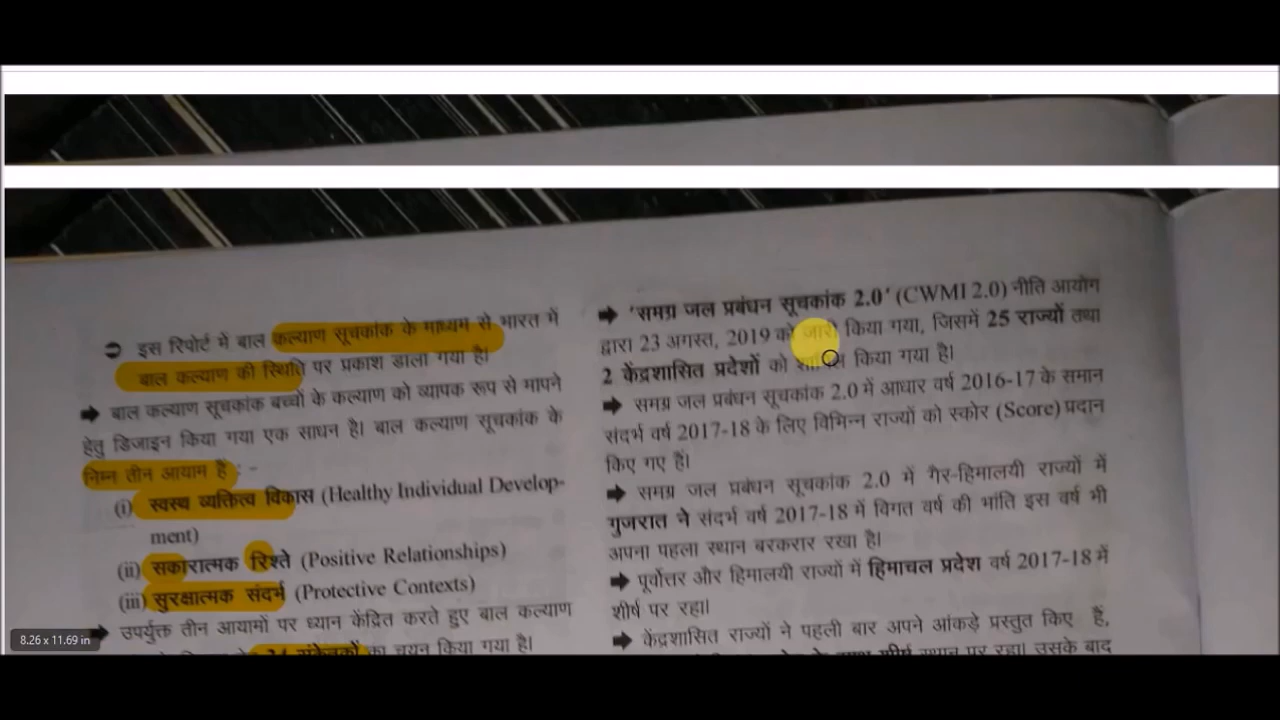 इस रिपोर्ट में बाल कल्याण सूचकांक के माध्यम से भारत में
बाल कल्याण की स्थिति पर प्रकाश डाला गया है।
बाल कल्याण सूचकांक बच्चों के कल्याण को व्यापक रूप से मापने
हेतु डिजाइन किया गया एक साधन है। बाल कल्याण सूचकांक के
निम्न तीन आयाम हैं : -
(i) स्वस्थ व्यक्तित्व विकास (Healthy Individual Develop-
ment)
(ii) सकारात्मक रिश्ते (Positive Relationships)
(iii) सुरक्षात्मक संदर्भ (Protective Contexts)
उपर्युक्त तीन आयामों पर ध्यान केंद्रित करते हुए बाल कल्याण
24 संकेतकों का चयन किया गया है।
'समग्र जल प्रबंधन सूचकांक 2.0' (CWMI 2.0) नीति आयोग
द्वारा 23 अगस्त, 2019 को जारी किया गया, जिसमें 25 राज्यों तथा
2 केंद्रशासित प्रदेशों को शामिल किया गया है।
समग्र जल प्रबंधन सूचकांक 2.0 में आधार वर्ष 2016-17 के समान
संदर्भ वर्ष 2017-18 के लिए विभिन्न राज्यों को स्कोर (Score) प्रदान
किए गए हैं।
समग्र जल प्रबंधन सूचकांक 2.0 में गैर-हिमालयी राज्यों में
गुजरात ने संदर्भ वर्ष 2017-18 में विगत वर्ष की भांति इस वर्ष भी
अपना पहला स्थान बरकरार रखा है।
पूर्वोत्तर और हिमालयी राज्यों में हिमाचल प्रदेश वर्ष 2017-18 में
शीर्ष पर रहा।
केंद्रशासित राज्यों ने पहली बार अपने आंकड़े प्रस्तुत किए हैं,
के साथ शीर्ष स्थान पर रहा। उसके बाद
8.26 x 11.69 in